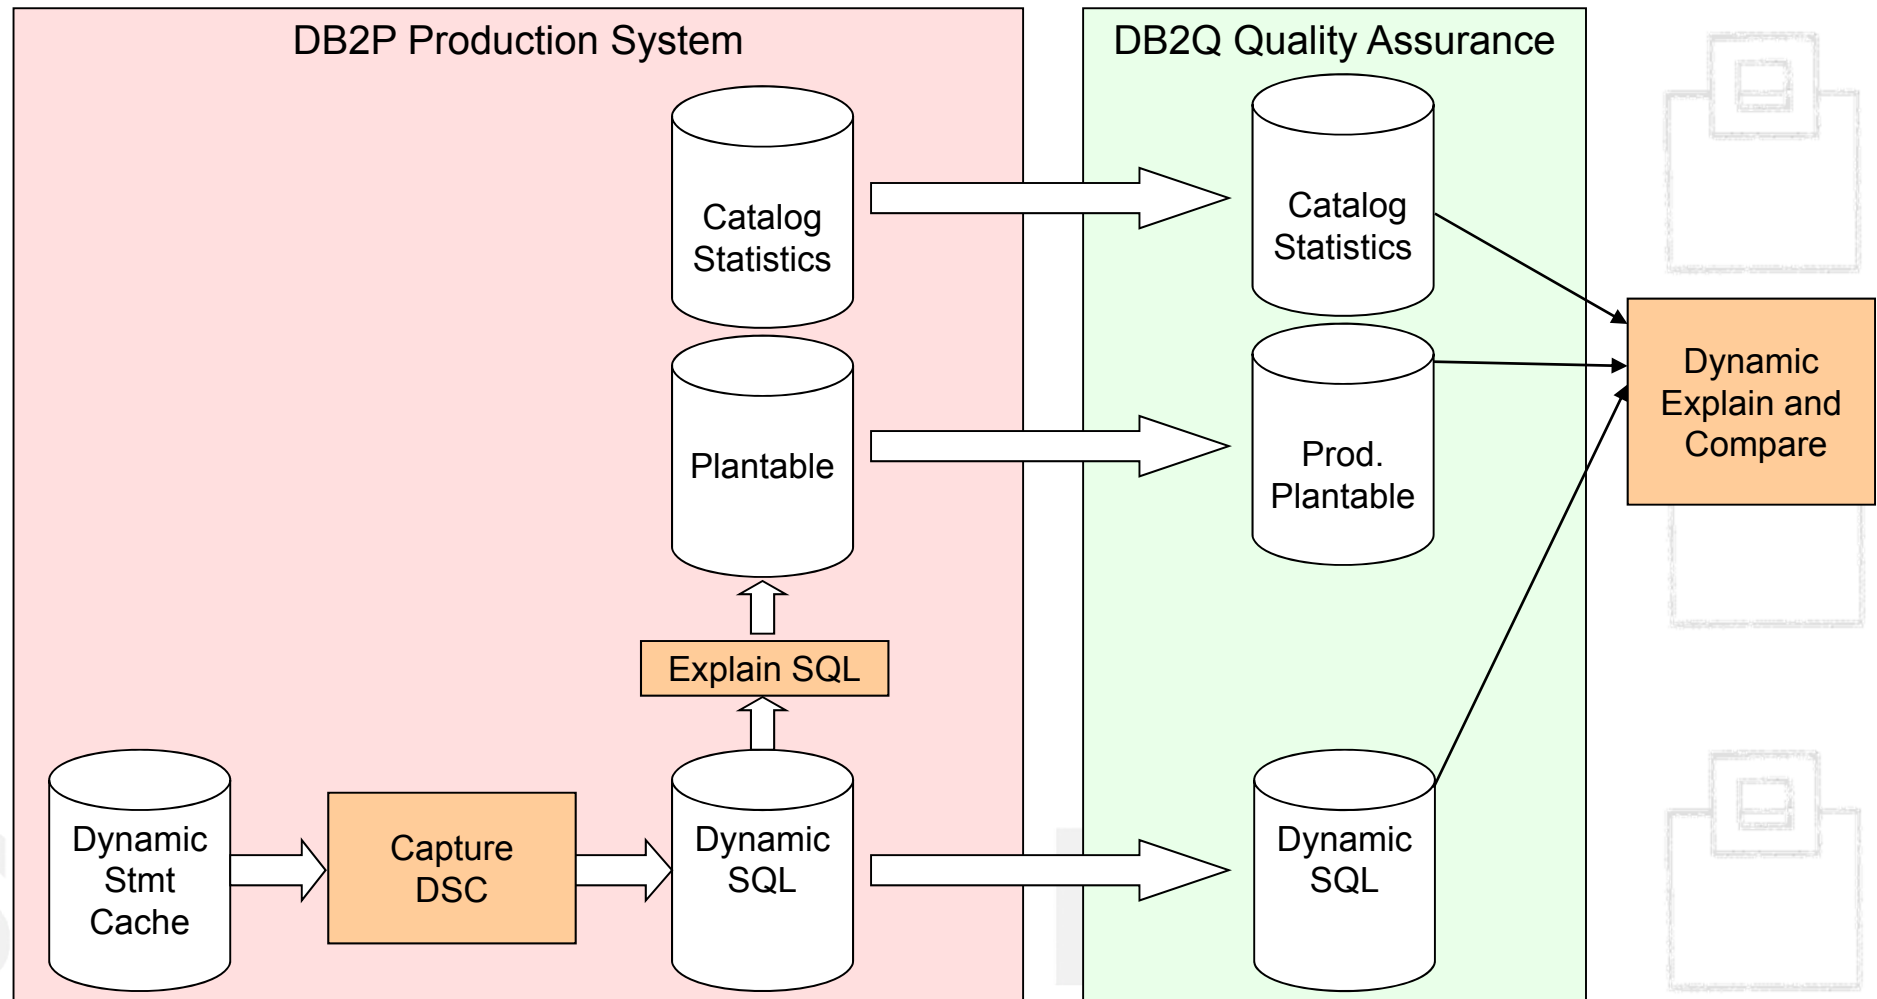 DB2P Production System
DB2Q Quality Assurance
Catalog
Statistics
Catalog
Statistics
Plantable
Prod.
Plantable
Dynamic
Explain and
Compare
Explain SQL
Dynamic
Stmt
Cache
Capture
DSC
Dynamic
SQL
Dynamic
SQL